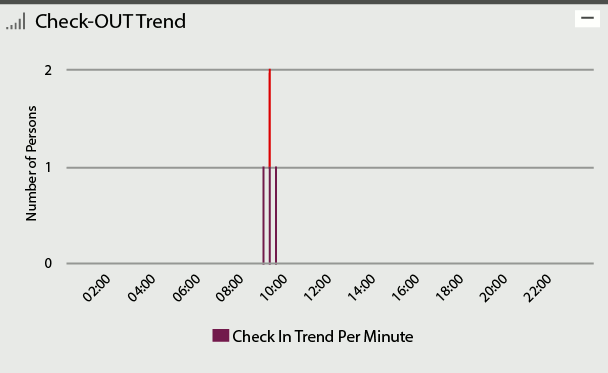 Check-OUT Trend
Number of Persons
2
1
0
02:00 04:00 06:00 08:00 10:00 12:00 14:00 16:00 18:00 20:00 22:00
Check In Trend Per Minute